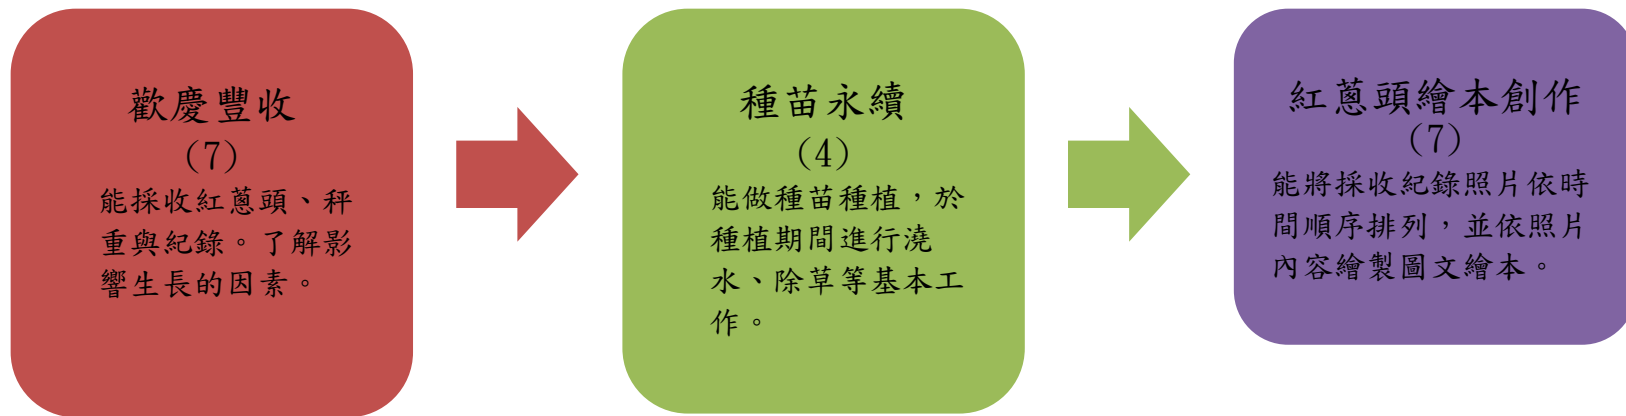 歡慶豐收
(7)
能採收紅蔥頭、秤
重與紀錄。了解影
響生長的因素。
種苗永續
(4)
能做種苗種植，於
種植期間進行澆
水、除草等基本工
作。
紅蔥頭繪本創作
(7)
能將採收紀錄照片依時
間順序排列，並依照片
內容繪製圖文繪本。